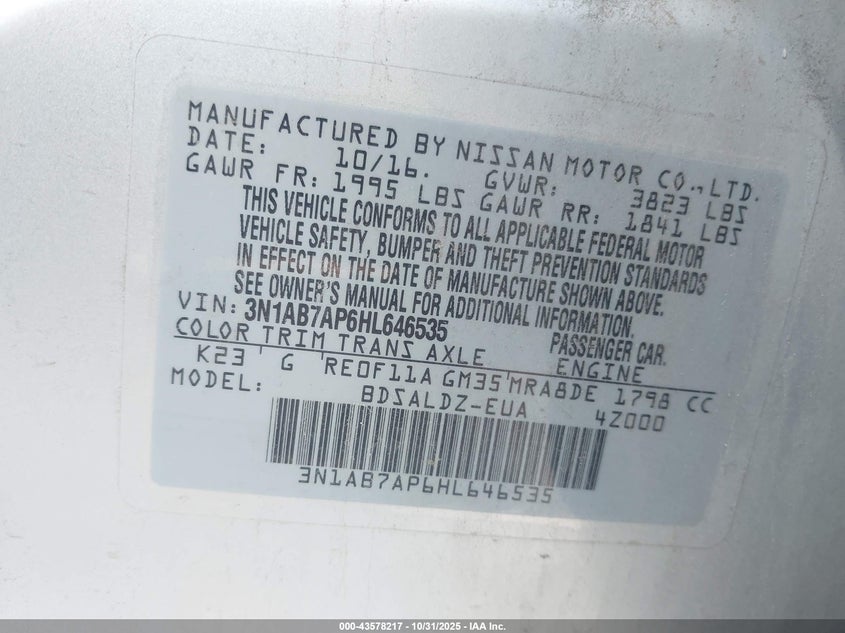 MANUFACTURED BY NISSAN MOTOR CO., LTD.
DATE: 10/16. GVWR: 3823 LBS
GAWR FR: 1995 LBS GAWR RR: 1841 LBS
THIS VEHICLE CONFORMS TO ALL APPLICABLE FEDERAL MOTOR
VEHICLE SAFETY, BUMPER AND THEFT PREVENTION STANDARDS
IN EFFECT ON THE DATE OF MANUFACTURE SHOWN ABOVE.
SEE OWNER'S MANUAL FOR ADDITIONAL INFORMATION.
VIN: 3N1AB7AP6HL646535 PASSENGER CAR.
COLOR TRIM TRANS AXLE ENGINE
K23 G RE0F11A GM35 MRA8DE 1798 CC
MODEL: BDSALDZ-EUA 4Z000
3N1AB7AP6HL646535
000-43578217 - 10/31/2025 - IAA Inc.